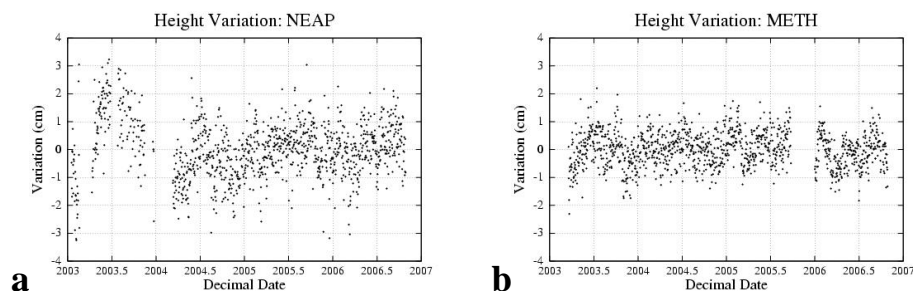 Height Variation: NEAP
4
3
2
1
0
-1
-2
-3
-4
Variation (cm)
2003 2003.5 2004 2004.5 2005 2005.5 2006 2006.5 2007
Decimal Date
a
Height Variation: METH
4
3
2
1
0
-1
-2
-3
-4
Variation (cm)
2003 2003.5 2004 2004.5 2005 2005.5 2006 2006.5 2007
Decimal Date
b